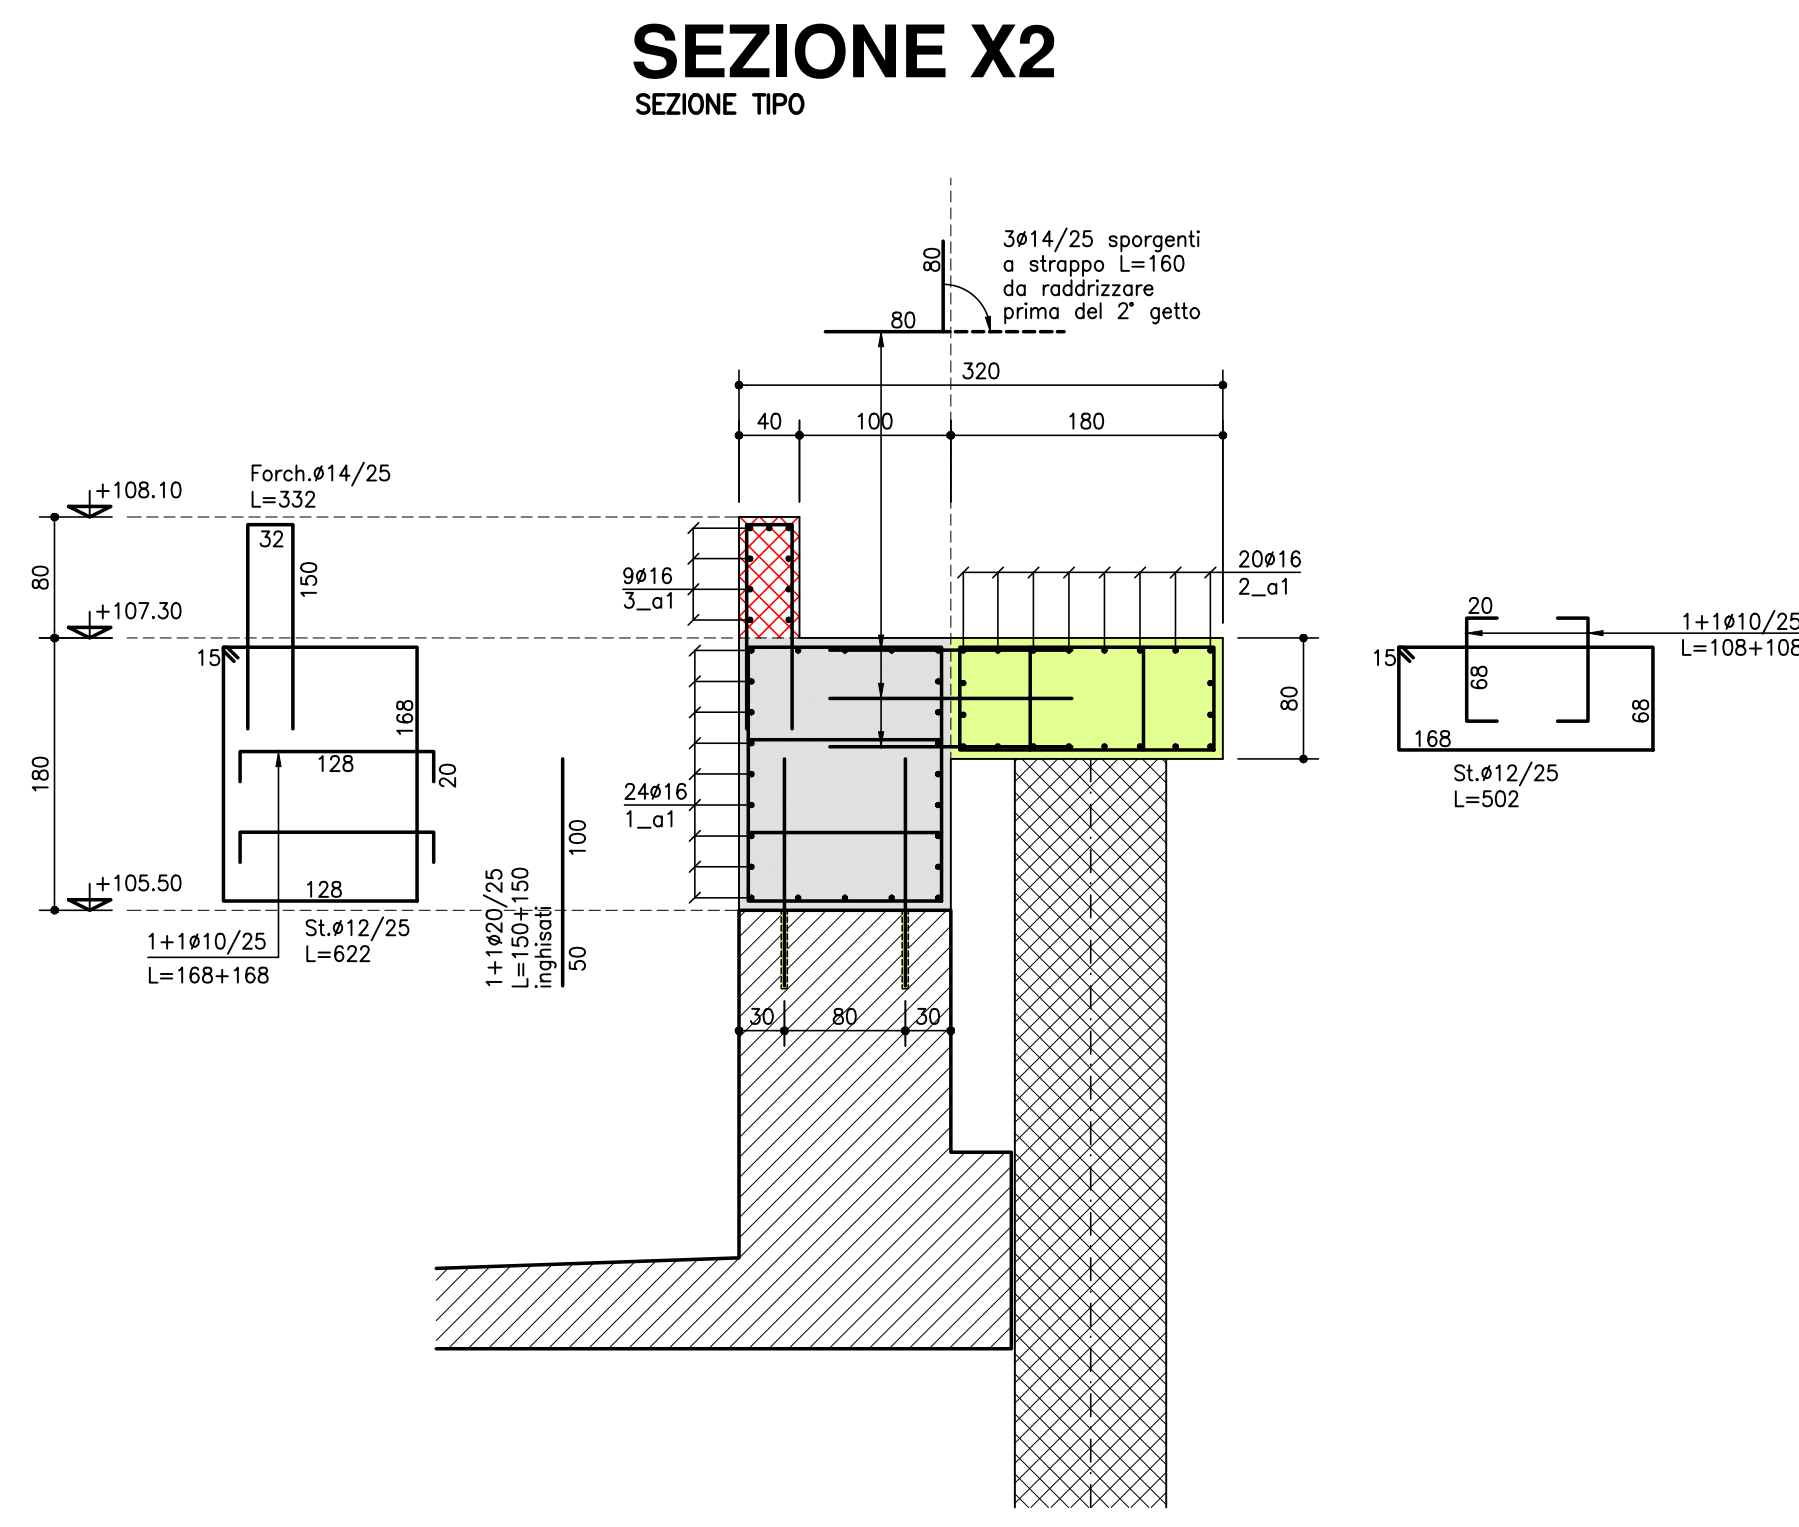 SEZIONE X2
SEZIONE TIPO
80
80
3ø14/25 sporgenti
a strappo L=160
da raddrizzare
prima del 2° getto
320
40
100
180
Forch.ø14/25
L=332
+108.10
32
150
80
+107.30
9ø16
3_a1
20ø16
2_a1
15
168
128
20
180
128
+105.50
St.ø12/25
L=622
1+1ø10/25
L=168+168
1+1ø20/25
L=150+150
inghisati
100
50
24ø16
1_a1
30
80
30
80
20
1+1ø10/25
L=108+108
15
68
68
168
St.ø12/25
L=502